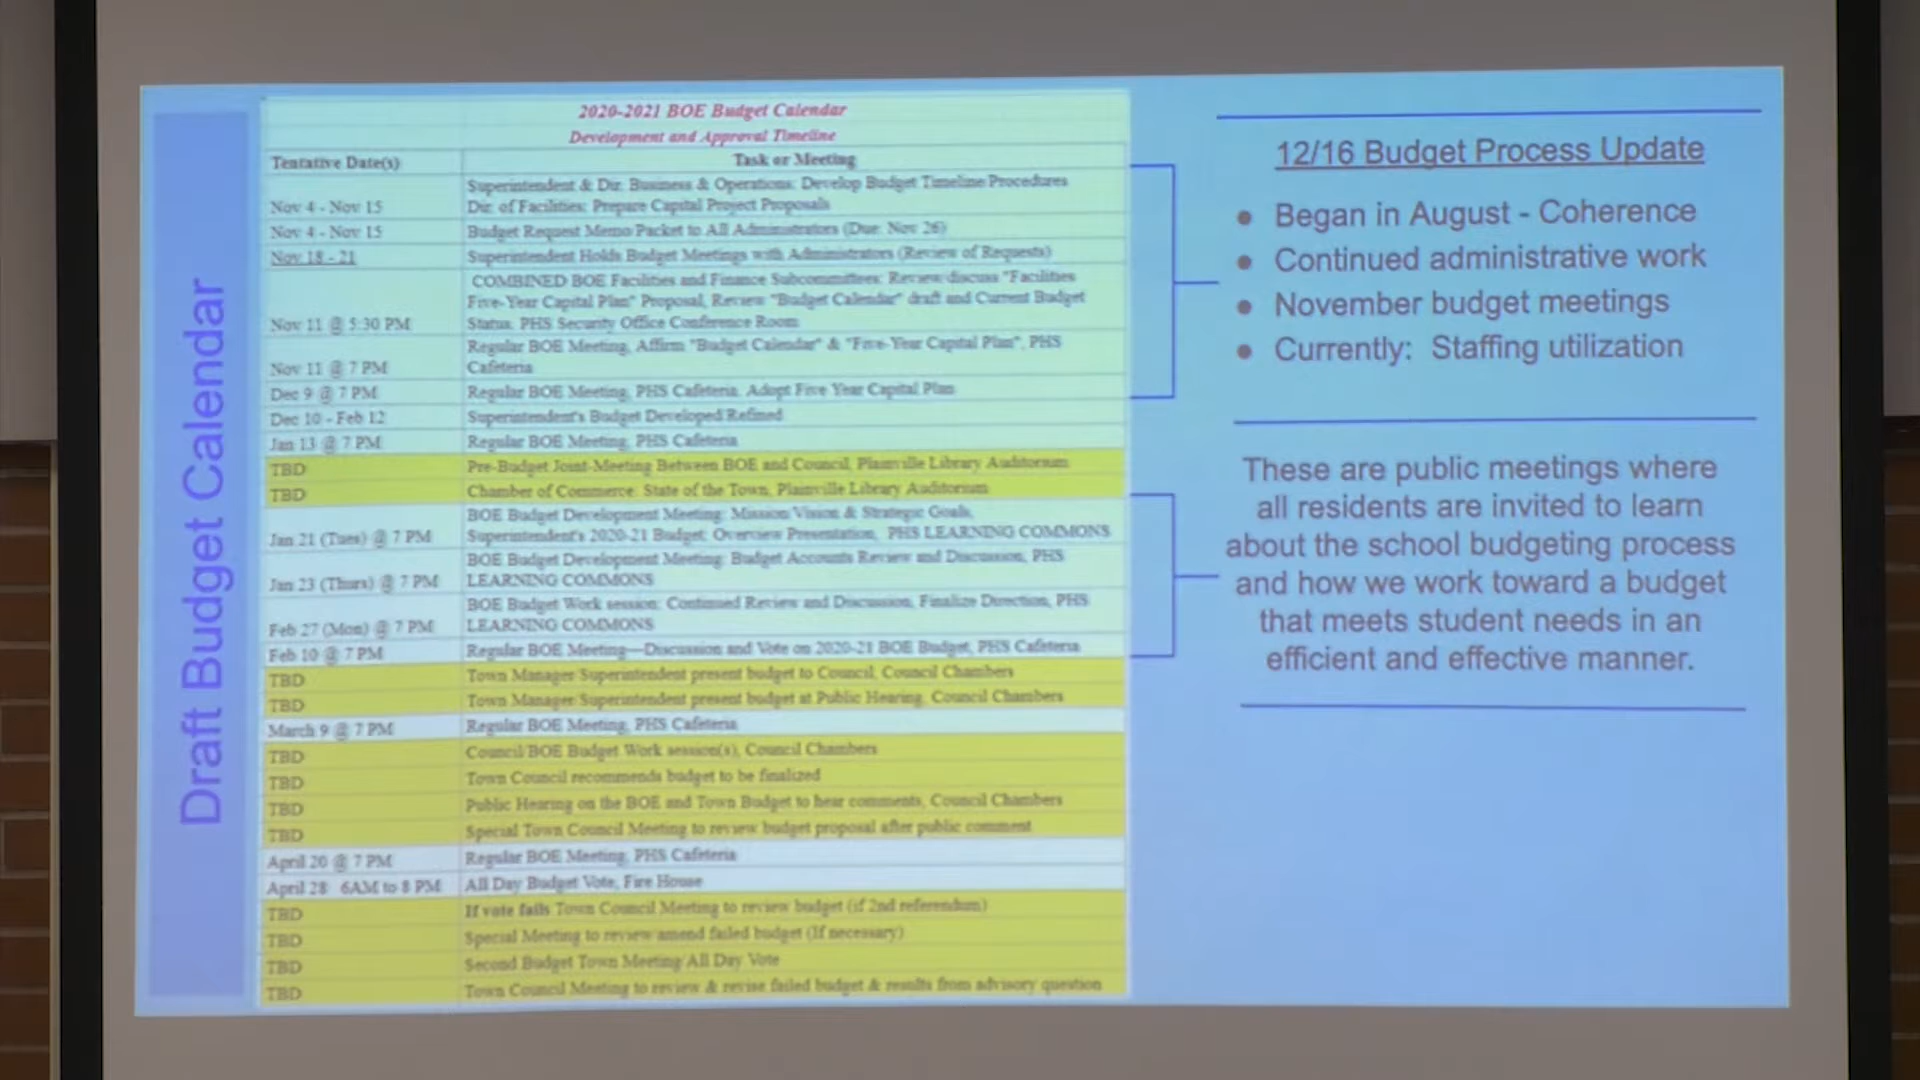 Draft Budget Calendar
2020-2021 BOE Budget Calendar
Development and Approval Timeline
Tentative Date(s) Task or Meeting
Superintendent & Dir. Business & Operations: Develop Budget Timeline/Procedures
Nov 4 - Nov 15 Dir. of Facilities: Prepare Capital Project Proposals
Nov 4 - Nov 15 Budget Request Memo/Packet to All Administrators (Due: Nov 26)
Nov 18 - 21 Superintendent Holds Budget Meetings with Administrators (Review of Requests)
COMBINED BOE Facilities and Finance Subcommittees: Review/discuss "Facilities
Five-Year Capital Plan" Proposal, Review "Budget Calendar" draft and Current Budget
Nov 11 @ 5:30 PM Status. PHS Security Office Conference Room
Regular BOE Meeting, Affirm "Budget Calendar" & "Five-Year Capital Plan", PHS
Nov 11 @ 7 PM Cafeteria
Dec 9 @ 7 PM Regular BOE Meeting, PHS Cafeteria. Adopt Five Year Capital Plan
Dec 10 - Feb 12 Superintendent's Budget Developed/Refined
Jan 13 @ 7 PM Regular BOE Meeting, PHS Cafeteria
TBD Pre-Budget Joint-Meeting Between BOE and Council, Plainville Library Auditorium
TBD Chamber of Commerce: State of the Town, Plainville Library Auditorium
BOE Budget Development Meeting: Mission/Vision & Strategic Goals,
Jan 21 (Tues) @ 7 PM Superintendent's 2020-21 Budget: Overview Presentation, PHS LEARNING COMMONS
BOE Budget Development Meeting: Budget Accounts Review and Discussion, PHS
Jan 23 (Thurs) @ 7 PM LEARNING COMMONS
BOE Budget Work session: Continued Review and Discussion, Finalize Direction, PHS
Feb 27 (Mon) @ 7 PM LEARNING COMMONS
Feb 10 @ 7 PM Regular BOE Meeting—Discussion and Vote on 2020-21 BOE Budget, PHS Cafeteria
TBD Town Manager/Superintendent present budget to Council, Council Chambers
TBD Town Manager/Superintendent present budget at Public Hearing, Council Chambers
March 9 @ 7 PM Regular BOE Meeting, PHS Cafeteria
TBD Council/BOE Budget Work session(s), Council Chambers
TBD Town Council recommends budget to be finalized
TBD Public Hearing on the BOE and Town Budget to hear comments, Council Chambers
TBD Special Town Council Meeting to review budget proposal after public comment
April 20 @ 7 PM Regular BOE Meeting, PHS Cafeteria
April 28 6AM to 8 PM All Day Budget Vote, Fire House
TBD If vote fails Town Council Meeting to review budget (if 2nd referendum)
TBD Special Meeting to review/amend failed budget (If necessary)
TBD Second Budget Town Meeting/All Day Vote
TBD Town Council Meeting to review & revise failed budget & results from advisory question
12/16 Budget Process Update
● Began in August - Coherence
● Continued administrative work
● November budget meetings
● Currently: Staffing utilization
These are public meetings where
all residents are invited to learn
about the school budgeting process
and how we work toward a budget
that meets student needs in an
efficient and effective manner.